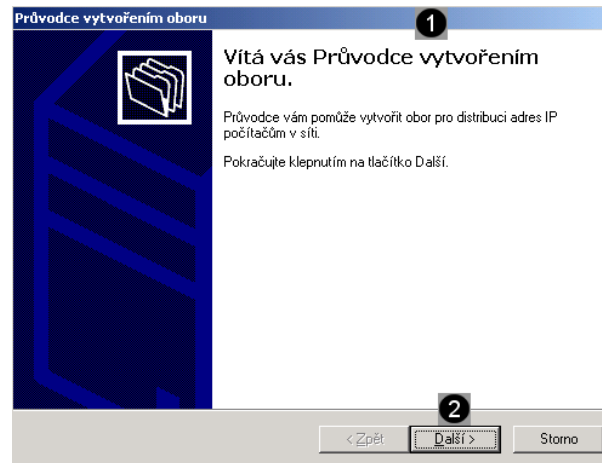 Průvodce vytvořením oboru
1
Vítá vás Průvodce vytvořením
oboru.
Průvodce vám pomůže vytvořit obor pro distribuci adres IP
počítačům v síti.
Pokračujte klepnutím na tlačítko Další.
2
< Zpět Další > Storno